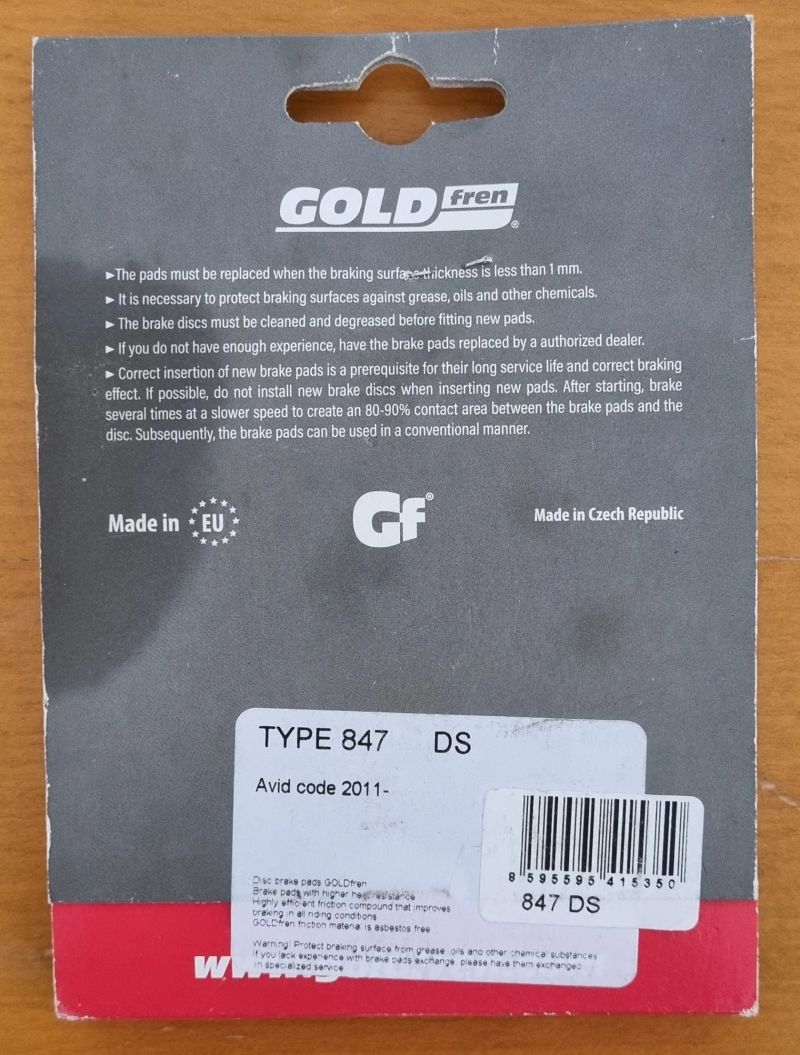 GOLD fren®
►The pads must be replaced when the braking surface thickness is less than 1 mm.
► It is necessary to protect braking surfaces against grease, oils and other chemicals.
► The brake discs must be cleaned and degreased before fitting new pads.
► If you do not have enough experience, have the brake pads replaced by a authorized dealer.
► Correct insertion of new brake pads is a prerequisite for their long service life and correct braking
effect. If possible, do not install new brake discs when inserting new pads. After starting, brake
several times at a slower speed to create an 80-90% contact area between the brake pads and the
disc. Subsequently, the brake pads can be used in a conventional manner.
Made in EU
Gf®
Made in Czech Republic
TYPE 847 DS
Avid code 2011-
8 595595 415350
847 DS
Disc brake pads GOLDfren
Brake pads with higher heat resistance
Highly efficient friction compound that improves
braking in all riding conditions
GOLDfren friction material is asbestos free
Warning! Protect braking surface from grease, oils and other chemical substances
If you lack experience with brake pads exchange, please have them exchanged
in specialized service